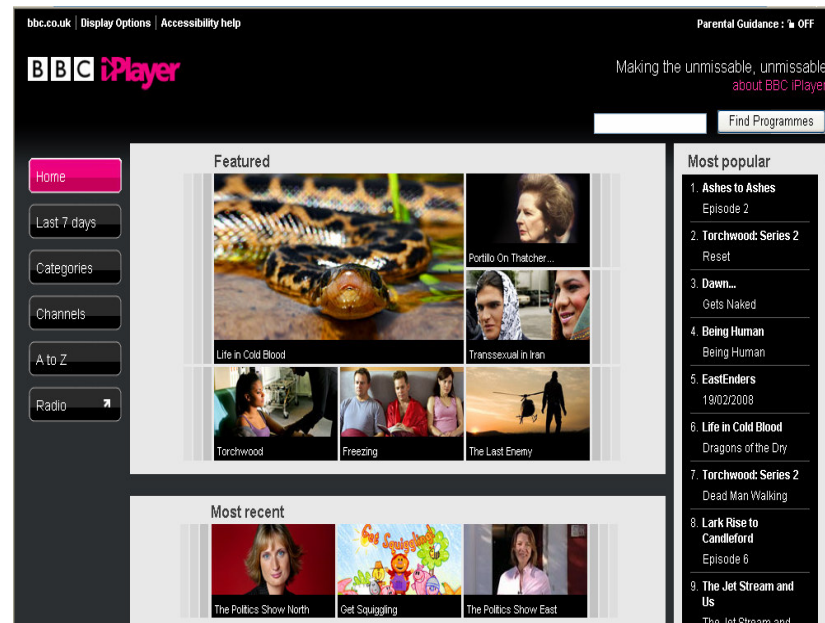 bbc.co.uk | Display Options | Accessibility help
Parental Guidance : OFF
BBC iPlayer
Making the unmissable, unmissable
about BBC iPlayer
Find Programmes
Home
Last 7 days
Categories
Channels
A to Z
Radio
Featured
Life in Cold Blood
Portillo On Thatcher...
Transsexual in Iran
Torchwood
Freezing
The Last Enemy
Most recent
The Politics Show North
Get Squiggling!
Get Squiggling
The Politics Show East
Most popular
1. Ashes to Ashes
Episode 2
2. Torchwood: Series 2
Reset
3. Dawn...
Gets Naked
4. Being Human
Being Human
5. EastEnders
19/02/2008
6. Life in Cold Blood
Dragons of the Dry
7. Torchwood: Series 2
Dead Man Walking
8. Lark Rise to
Candleford
Episode 6
9. The Jet Stream and
Us
The Jet Stream and